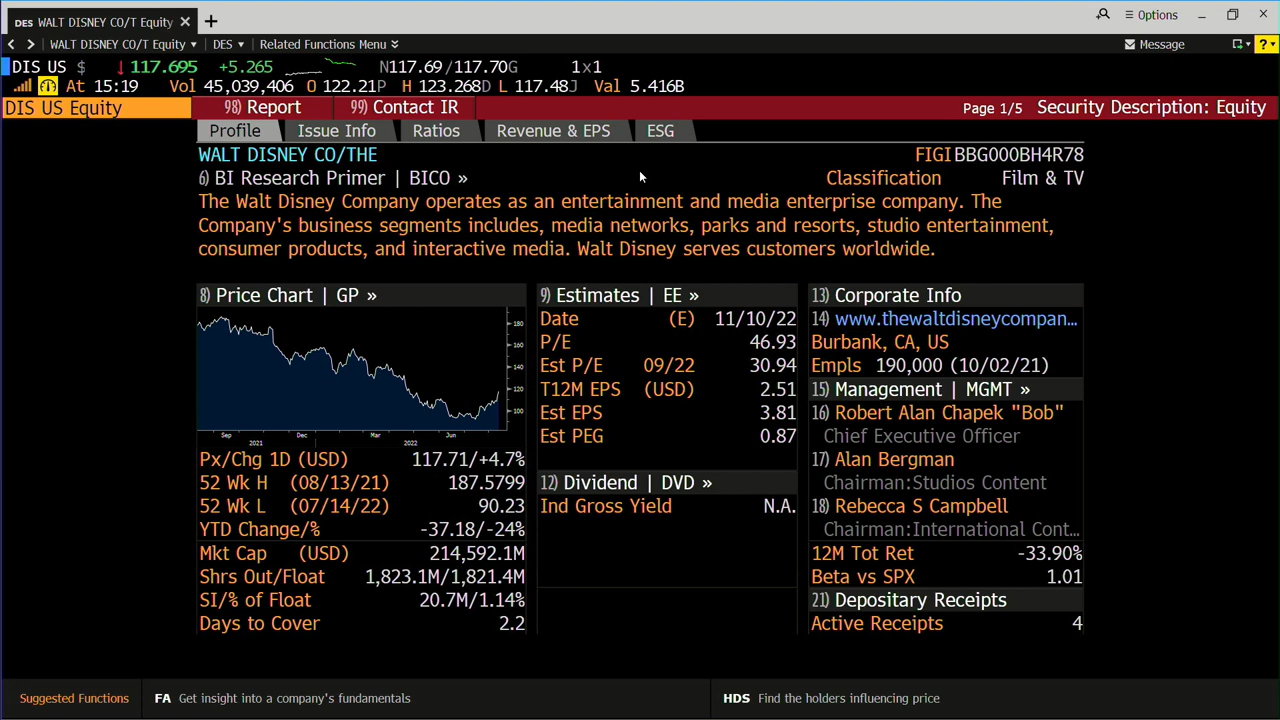 DES WALT DISNEY CO/T Equity × +
Options
WALT DISNEY CO/T Equity DES Related Functions Menu Message ?
DIS US $ ↓117.695 +5.265 N117.69/117.70G 1x1
At 15:19 Vol 45,039,406 O 122.21P H 123.268D L 117.48J Val 5.416B
DIS US Equity 98) Report 99) Contact IR Page 1/5 Security Description: Equity
Profile Issue Info Ratios Revenue & EPS ESG
WALT DISNEY CO/THE FIGI BBG000BH4R78
6) BI Research Primer | BICO » Classification Film & TV
The Walt Disney Company operates as an entertainment and media enterprise company. The
Company's business segments includes, media networks, parks and resorts, studio entertainment,
consumer products, and interactive media. Walt Disney serves customers worldwide.
8) Price Chart | GP »
180
160
140
120
100
Sep Dec Mar Jun
2021 2022
Px/Chg 1D (USD) 117.71/+4.7%
52 Wk H (08/13/21) 187.5799
52 Wk L (07/14/22) 90.23
YTD Change/% -37.18/-24%
Mkt Cap (USD) 214,592.1M
Shrs Out/Float 1,823.1M/1,821.4M
SI/% of Float 20.7M/1.14%
Days to Cover 2.2
9) Estimates | EE »
Date (E) 11/10/22
P/E 46.93
Est P/E 09/22 30.94
T12M EPS (USD) 2.51
Est EPS 3.81
Est PEG 0.87
12) Dividend | DVD »
Ind Gross Yield N.A.
13) Corporate Info
14) www.thewaltdisneycompan...
Burbank, CA, US
Empls 190,000 (10/02/21)
15) Management | MGMT »
16) Robert Alan Chapek "Bob"
Chief Executive Officer
17) Alan Bergman
Chairman:Studios Content
18) Rebecca S Campbell
Chairman:International Cont...
12M Tot Ret -33.90%
Beta vs SPX 1.01
21) Depositary Receipts
Active Receipts 4
Suggested Functions FA Get insight into a company's fundamentals HDS Find the holders influencing price